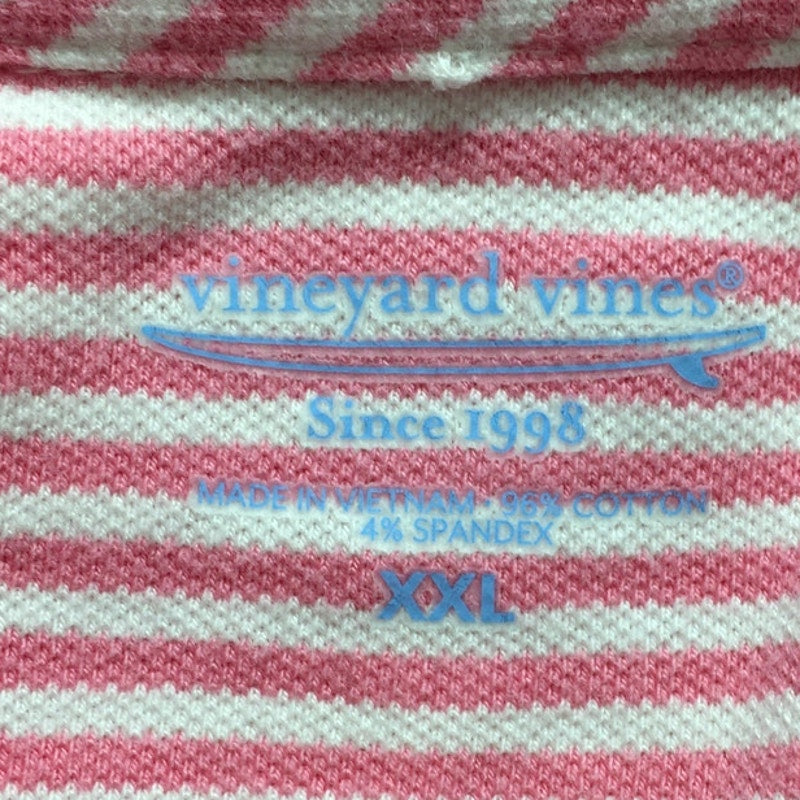 vineyard vines®
Since 1998
MADE IN VIETNAM · 96% COTTON
4% SPANDEX
XXL